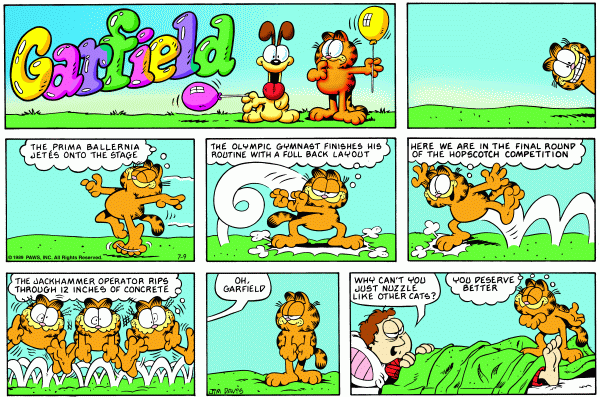 Garfield
THE PRIMA BALLERNIA
JETÉS ONTO THE STAGE
© 1999 PAWS, INC. All Rights Reserved.
7-9
THE OLYMPIC GYMNAST FINISHES HIS
ROUTINE WITH A FULL BACK LAYOUT
HERE WE ARE IN THE FINAL ROUND
OF THE HOPSCOTCH COMPETITION
THE JACKHAMMER OPERATOR RIPS
THROUGH 12 INCHES OF CONCRETE
OH,
GARFIELD
JIM DAVIS
WHY CAN'T YOU
JUST NUZZLE
LIKE OTHER CATS?
YOU DESERVE
BETTER